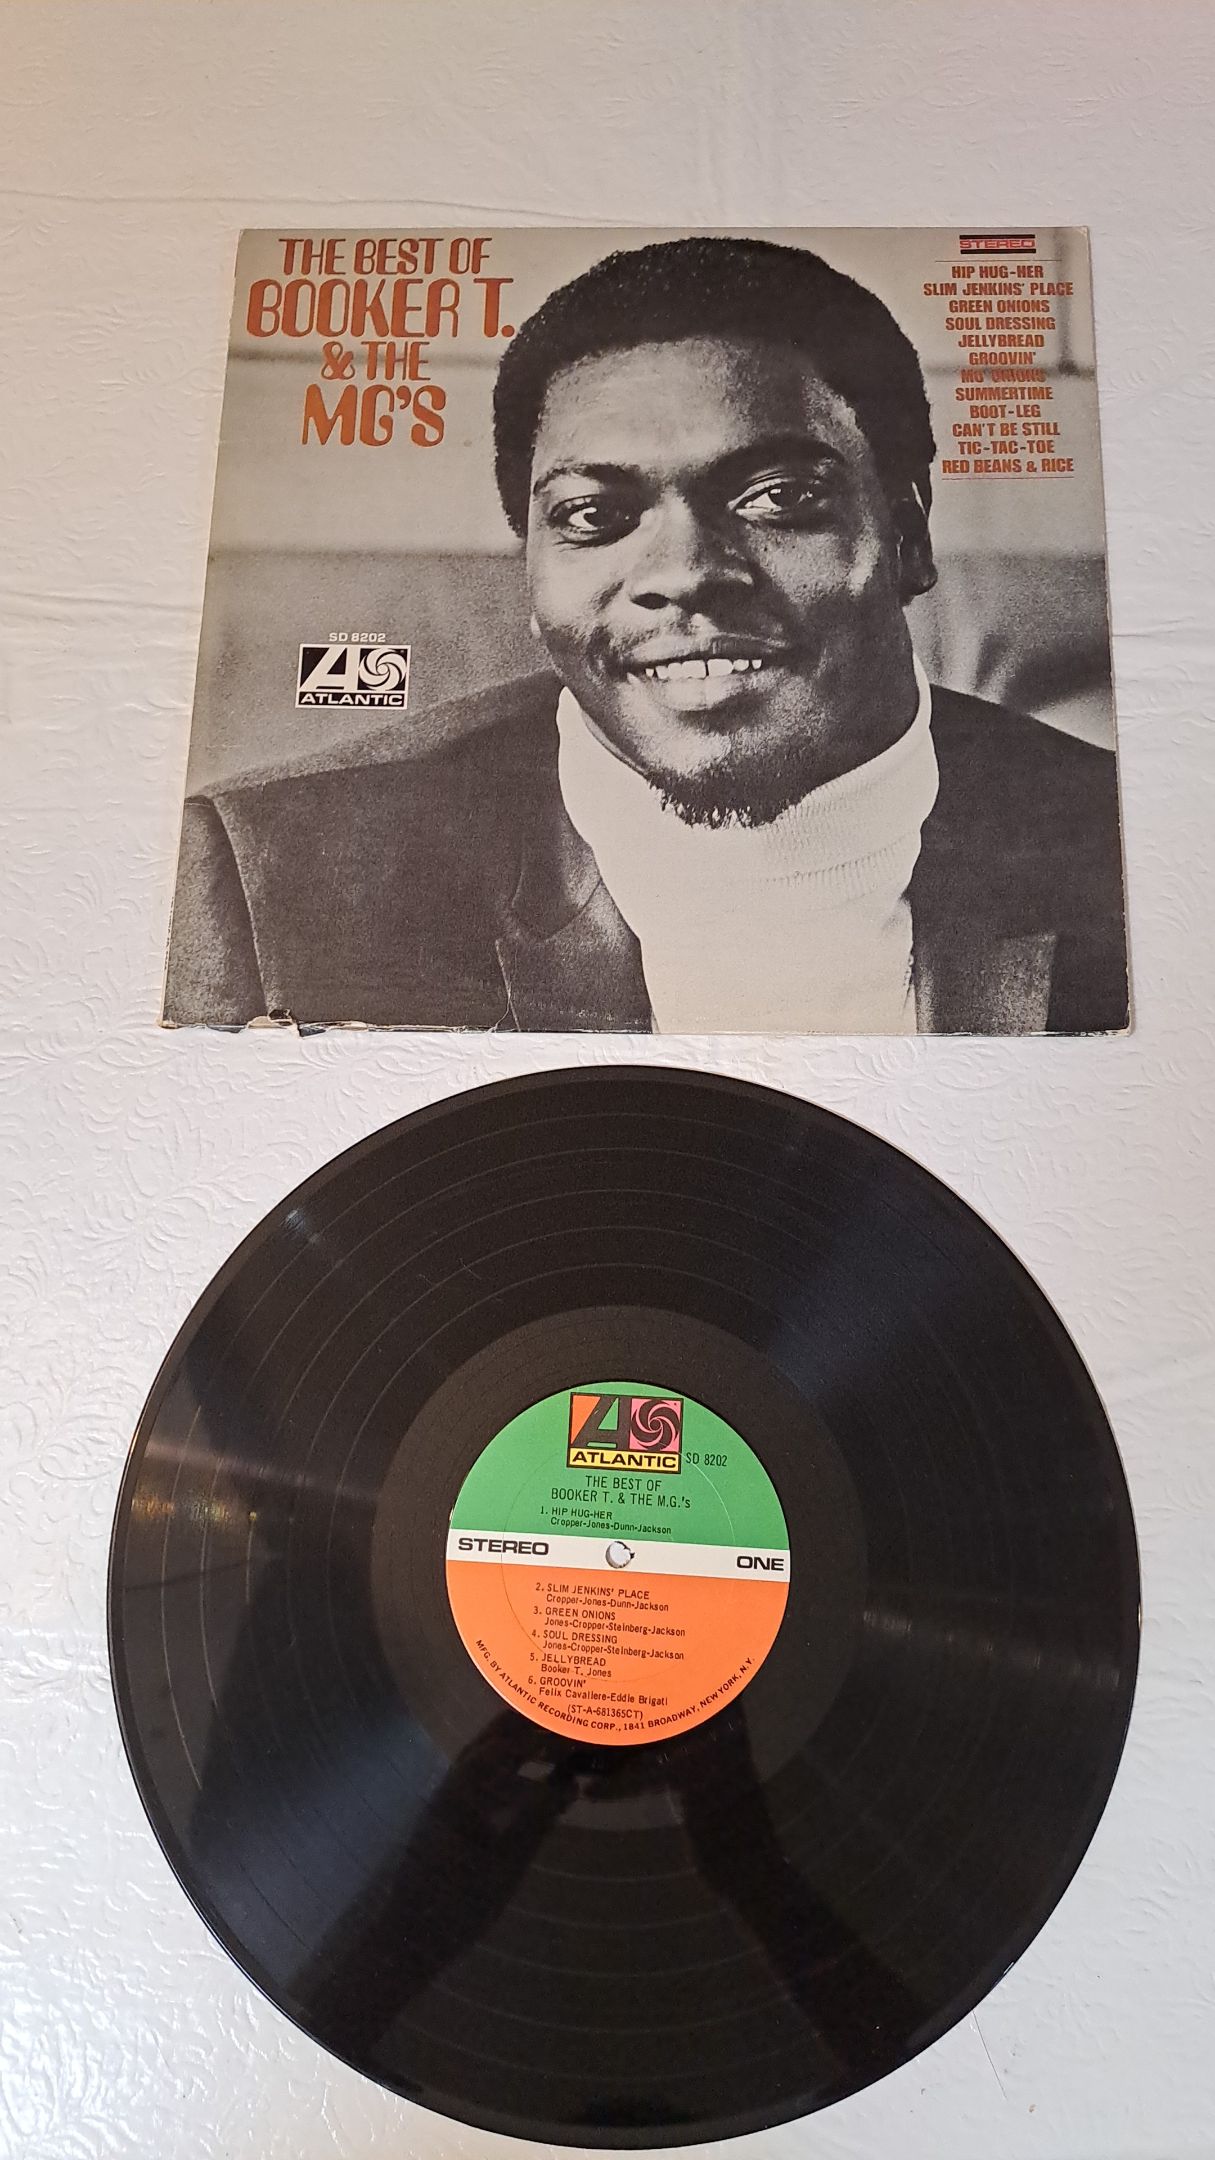 THE BEST OF
BOOKER T.
& THE
MG'S
STEREO
HIP HUG-HER
SLIM JENKINS' PLACE
GREEN ONIONS
SOUL DRESSING
JELLYBREAD
GROOVIN'
MO' ONIONS
SUMMERTIME
BOOT-LEG
CAN'T BE STILL
TIC-TAC-TOE
RED BEANS & RICE
SD 8202
A
ATLANTIC
A
ATLANTIC
SD 8202
THE BEST OF
BOOKER T. & THE M.G.'s
1. HIP HUG-HER
Cropper-Jones-Dunn-Jackson
STEREO
ONE
2. SLIM JENKINS' PLACE
Cropper-Jones-Dunn-Jackson
3. GREEN ONIONS
Jones-Cropper-Steinberg-Jackson
4. SOUL DRESSING
Jones-Cropper-Steinberg-Jackson
5. JELLYBREAD
Booker T. Jones
6. GROOVIN'
Felix Cavaliere-Eddie Brigati
(ST-A-681365CT)
MFG. BY ATLANTIC RECORDING CORP., 1841 BROADWAY, NEW YORK, N.Y.